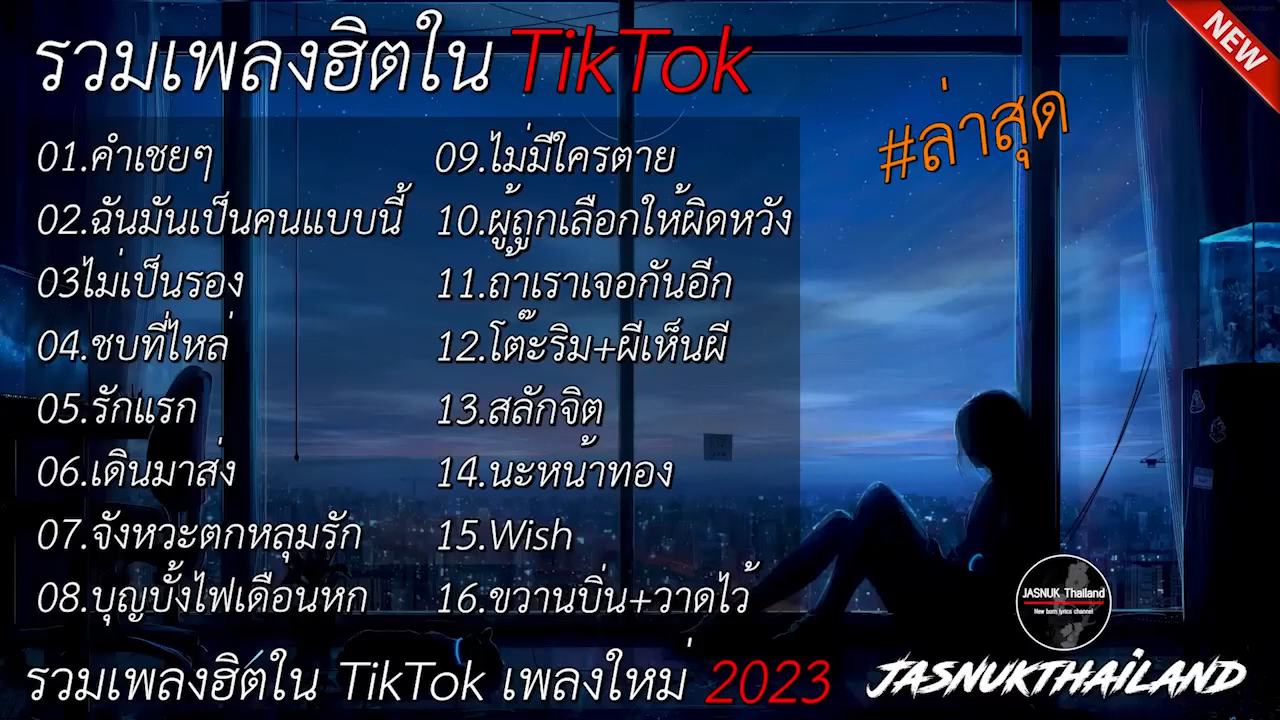 รวมเพลงฮิตใน TikTok
NEW
#ล่าสุด
01.คำเชยๆ
02.ฉันมันเป็นคนแบบนี้
03ไม่เป็นรอง
04.ชบที่ไหล่
05.รักแรก
06.เดินมาส่ง
07.จังหวะตกหลุมรัก
08.บุญบั้งไฟเดือนหก
09.ไม่มีใครตาย
10.ผู้ถูกเลือกให้ผิดหวัง
11.ถ้าเราเจอกันอีก
12.โต๊ะริม+ผีเห็นผี
13.สลักจิต
14.นะหน้าทอง
15.Wish
16.ขวานบิ่น+วาดไว้
JASNUK Thailand
New born lyrics channel
รวมเพลงฮิตใน TikTok เพลงใหม่ 2023
JASNUKTHAILAND